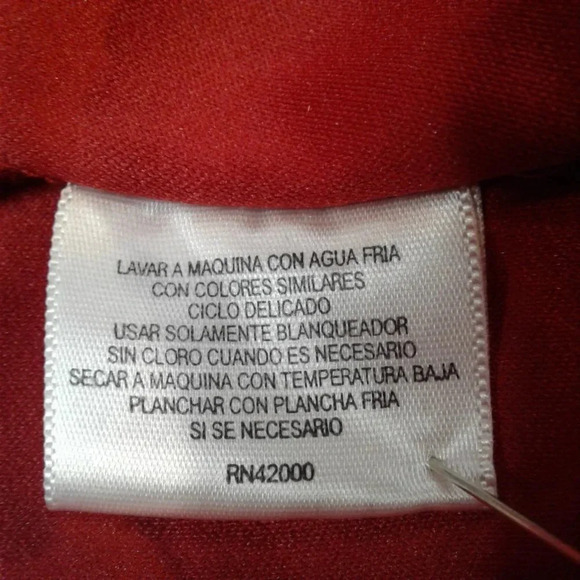 LAVAR A MAQUINA CON AGUA FRIA
CON COLORES SIMILARES
CICLO DELICADO
USAR SOLAMENTE BLANQUEADOR
SIN CLORO CUANDO ES NECESARIO
SECAR A MAQUINA CON TEMPERATURA BAJA
PLANCHAR CON PLANCHA FRIA
SI SE NECESARIO
RN42000